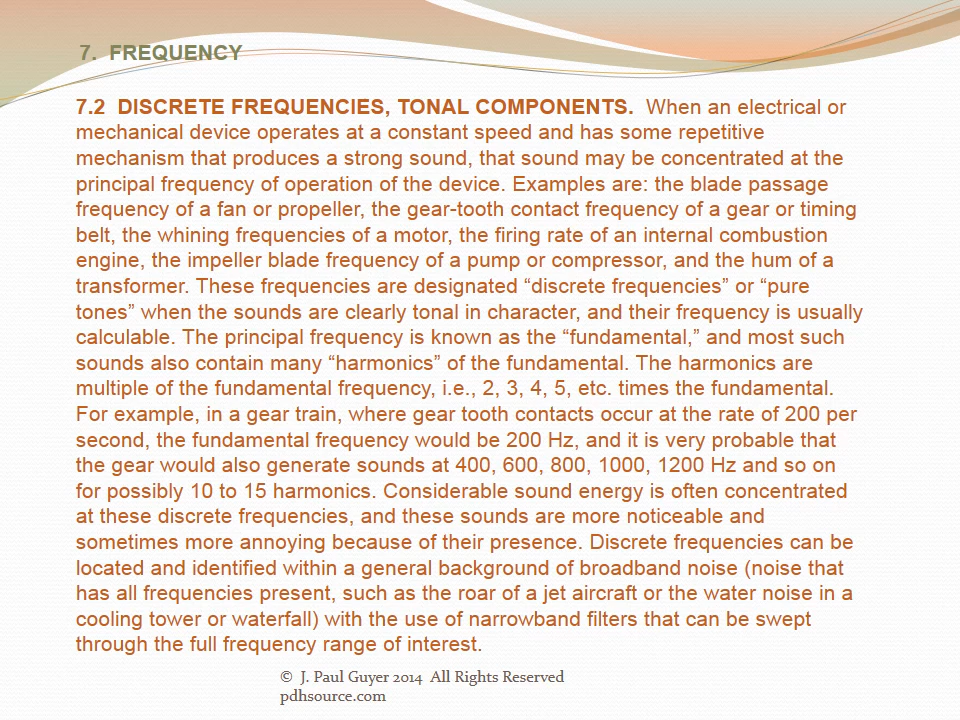 7.  FREQUENCY
7.2  DISCRETE FREQUENCIES, TONAL COMPONENTS.  When an electrical or
mechanical device operates at a constant speed and has some repetitive
mechanism that produces a strong sound, that sound may be concentrated at the
principal frequency of operation of the device. Examples are: the blade passage
frequency of a fan or propeller, the gear-tooth contact frequency of a gear or timing
belt, the whining frequencies of a motor, the firing rate of an internal combustion
engine, the impeller blade frequency of a pump or compressor, and the hum of a
transformer. These frequencies are designated “discrete frequencies” or “pure
tones” when the sounds are clearly tonal in character, and their frequency is usually
calculable. The principal frequency is known as the “fundamental,” and most such
sounds also contain many “harmonics” of the fundamental. The harmonics are
multiple of the fundamental frequency, i.e., 2, 3, 4, 5, etc. times the fundamental.
For example, in a gear train, where gear tooth contacts occur at the rate of 200 per
second, the fundamental frequency would be 200 Hz, and it is very probable that
the gear would also generate sounds at 400, 600, 800, 1000, 1200 Hz and so on
for possibly 10 to 15 harmonics. Considerable sound energy is often concentrated
at these discrete frequencies, and these sounds are more noticeable and
sometimes more annoying because of their presence. Discrete frequencies can be
located and identified within a general background of broadband noise (noise that
has all frequencies present, such as the roar of a jet aircraft or the water noise in a
cooling tower or waterfall) with the use of narrowband filters that can be swept
through the full frequency range of interest.
©  J. Paul Guyer 2014  All Rights Reserved
pdhsource.com